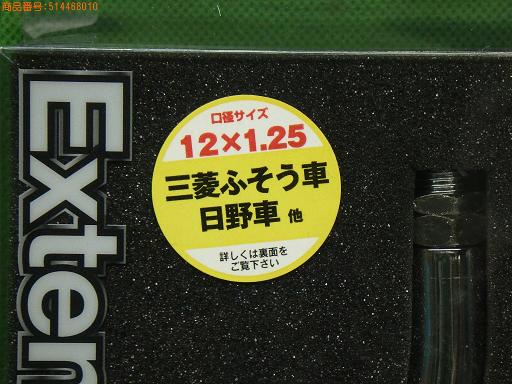 商品番号:514468010
Exten
口径サイズ
12×1.25
三菱ふそう車
日野車 他
詳しくは裏面を
ご覧下さい